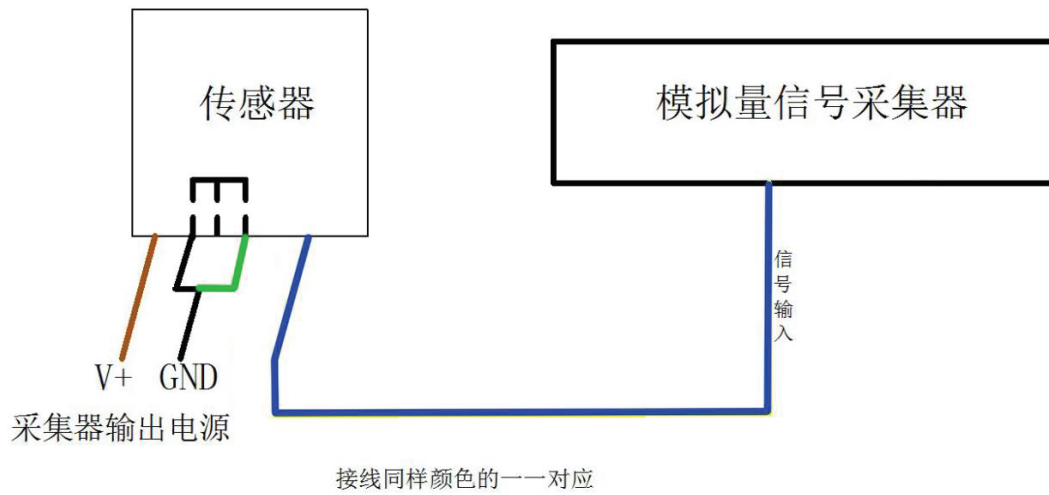 传感器
模拟量信号采集器
信号输入
V+ GND
采集器输出电源
接线同样颜色的一一对应